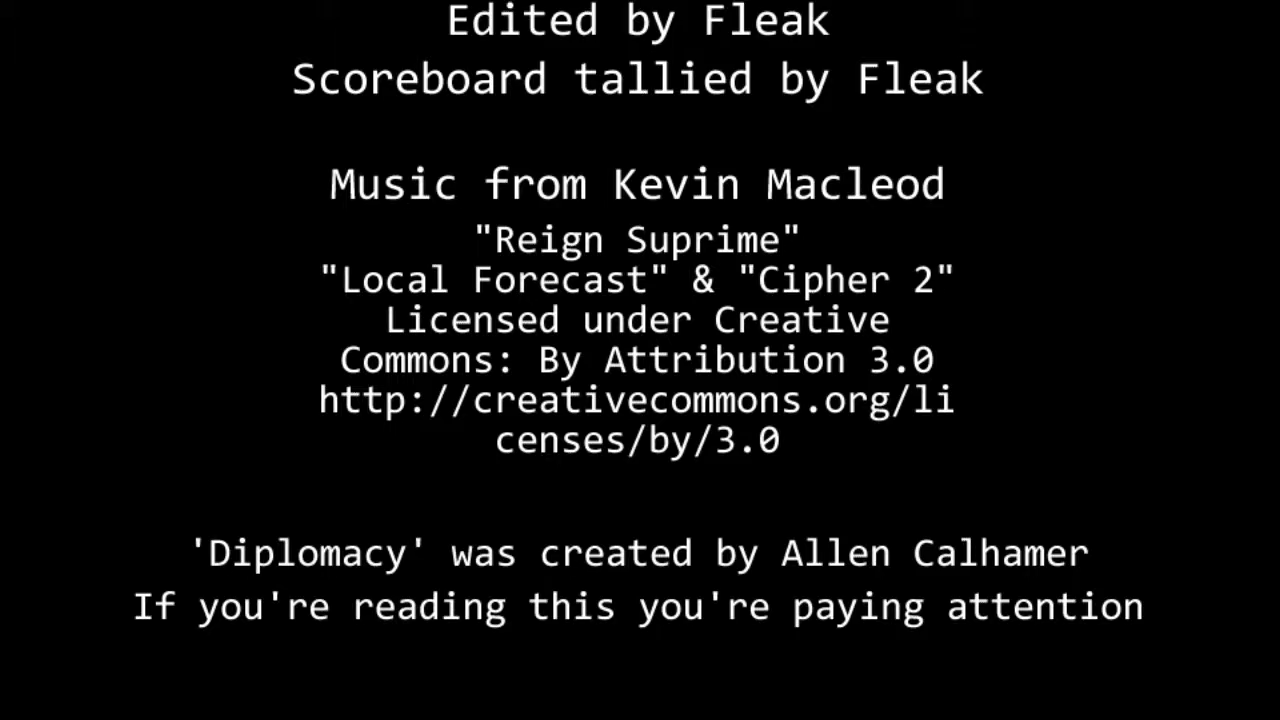 Edited by Fleak
Scoreboard tallied by Fleak
Music from Kevin Macleod
"Reign Suprime"
"Local Forecast" & "Cipher 2"
Licensed under Creative
Commons: By Attribution 3.0
http://creativecommons.org/li
censes/by/3.0
'Diplomacy' was created by Allen Calhamer
If you're reading this you're paying attention